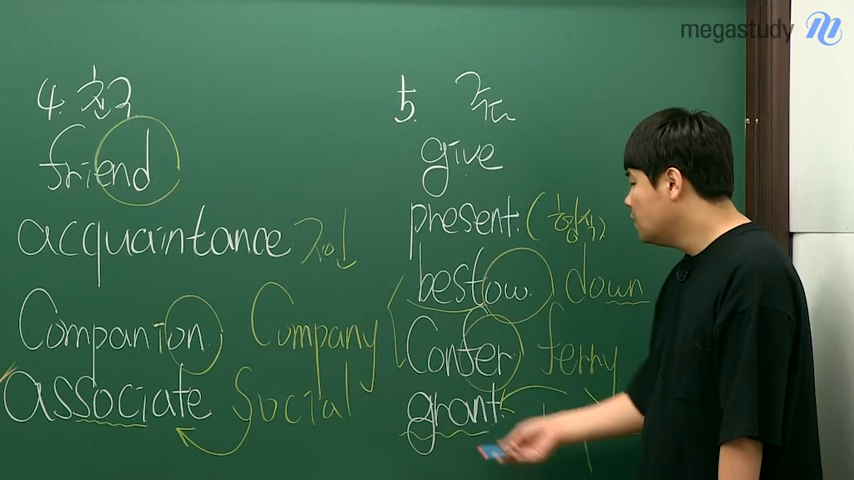 megastudy
4. 친구
friend
acquaintance 지인
Companion Company
associate Social
5. 주다
give
present (형식)
bestow down
Confer ferry
grant